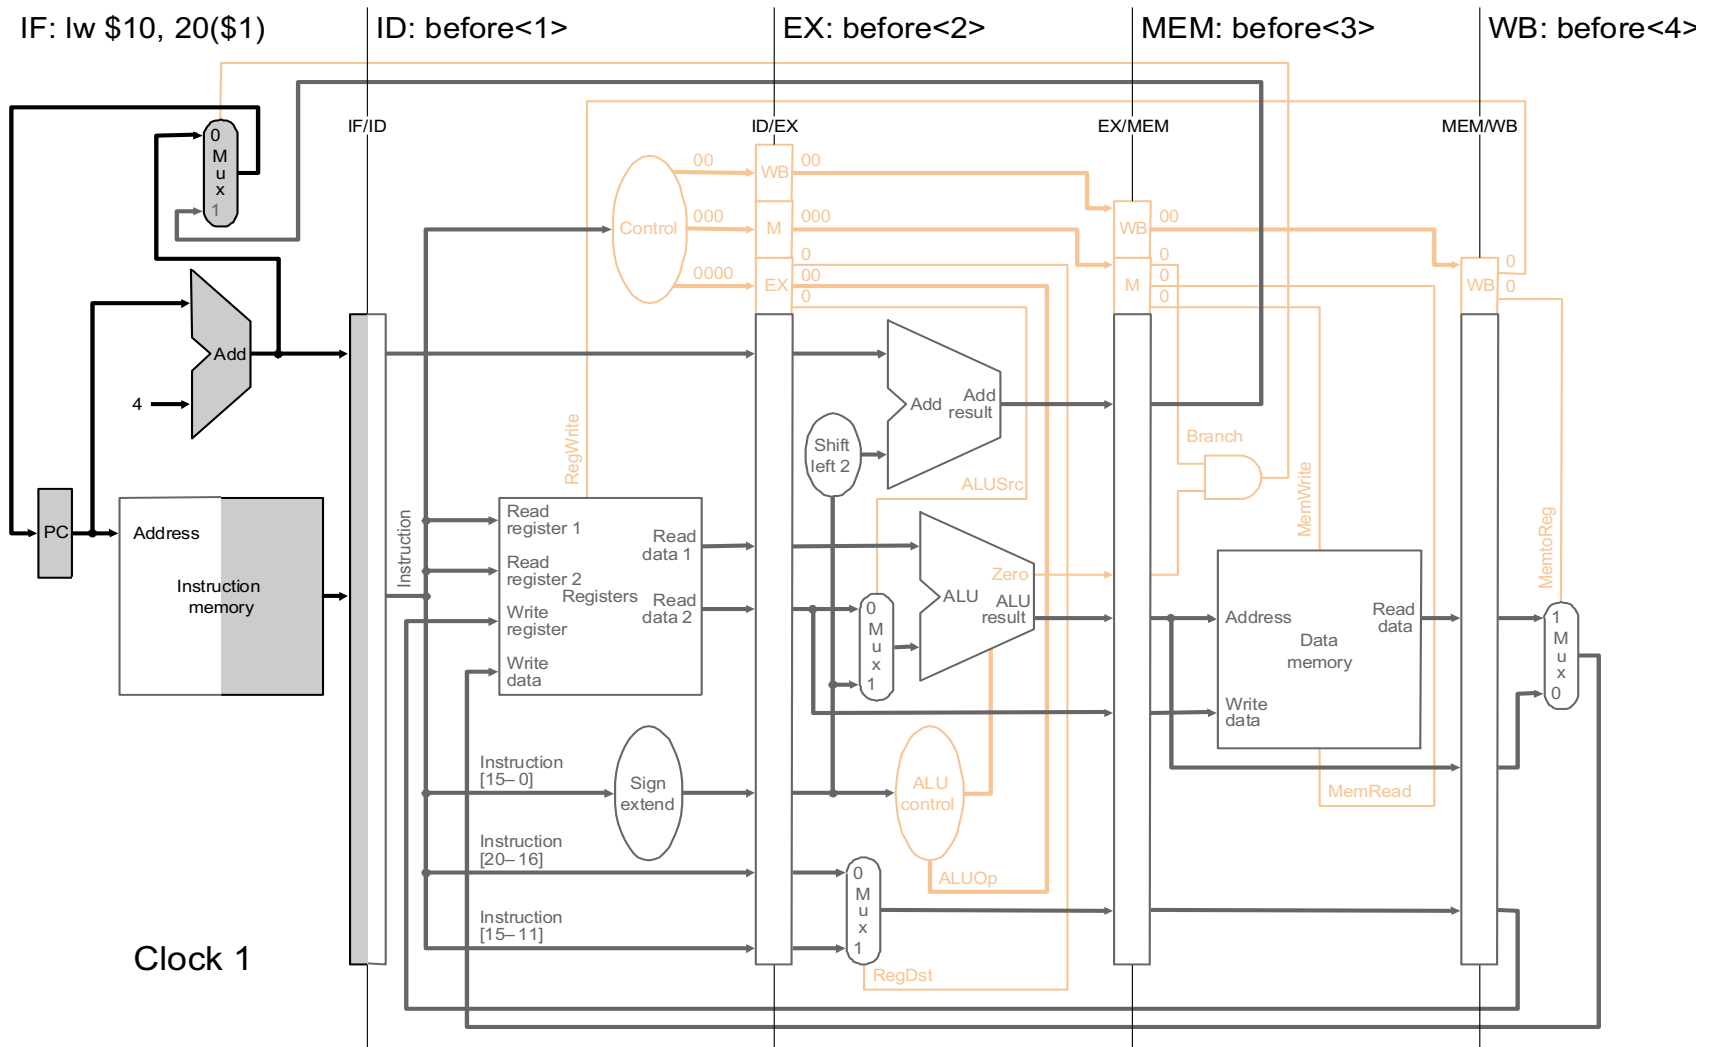 IF: lw $10, 20($1)
ID: before<1>
EX: before<2>
MEM: before<3>
WB: before<4>
IF/ID
ID/EX
EX/MEM
MEM/WB
0
M
u
x
1
00
WB
00
Control
000
M
000
0000
EX
0
00
0
WB
00
M
0
0
0
WB
0
0
Add
4
Add
Add
result
Shift
left 2
RegWrite
ALUSrc
Branch
MemWrite
MemtoReg
PC
Address
Instruction
memory
Instruction
Read
register 1
Read
register 2
Registers
Write
register
Write
data
Read
data 1
Read
data 2
0
M
u
x
1
Zero
ALU
ALU
result
Address
Data
memory
Write
data
Read
data
1
M
u
x
0
Instruction
[15–0]
Sign
extend
ALU
control
MemRead
Instruction
[20–16]
0
M
u
x
1
ALUOp
Instruction
[15–11]
RegDst
Clock 1